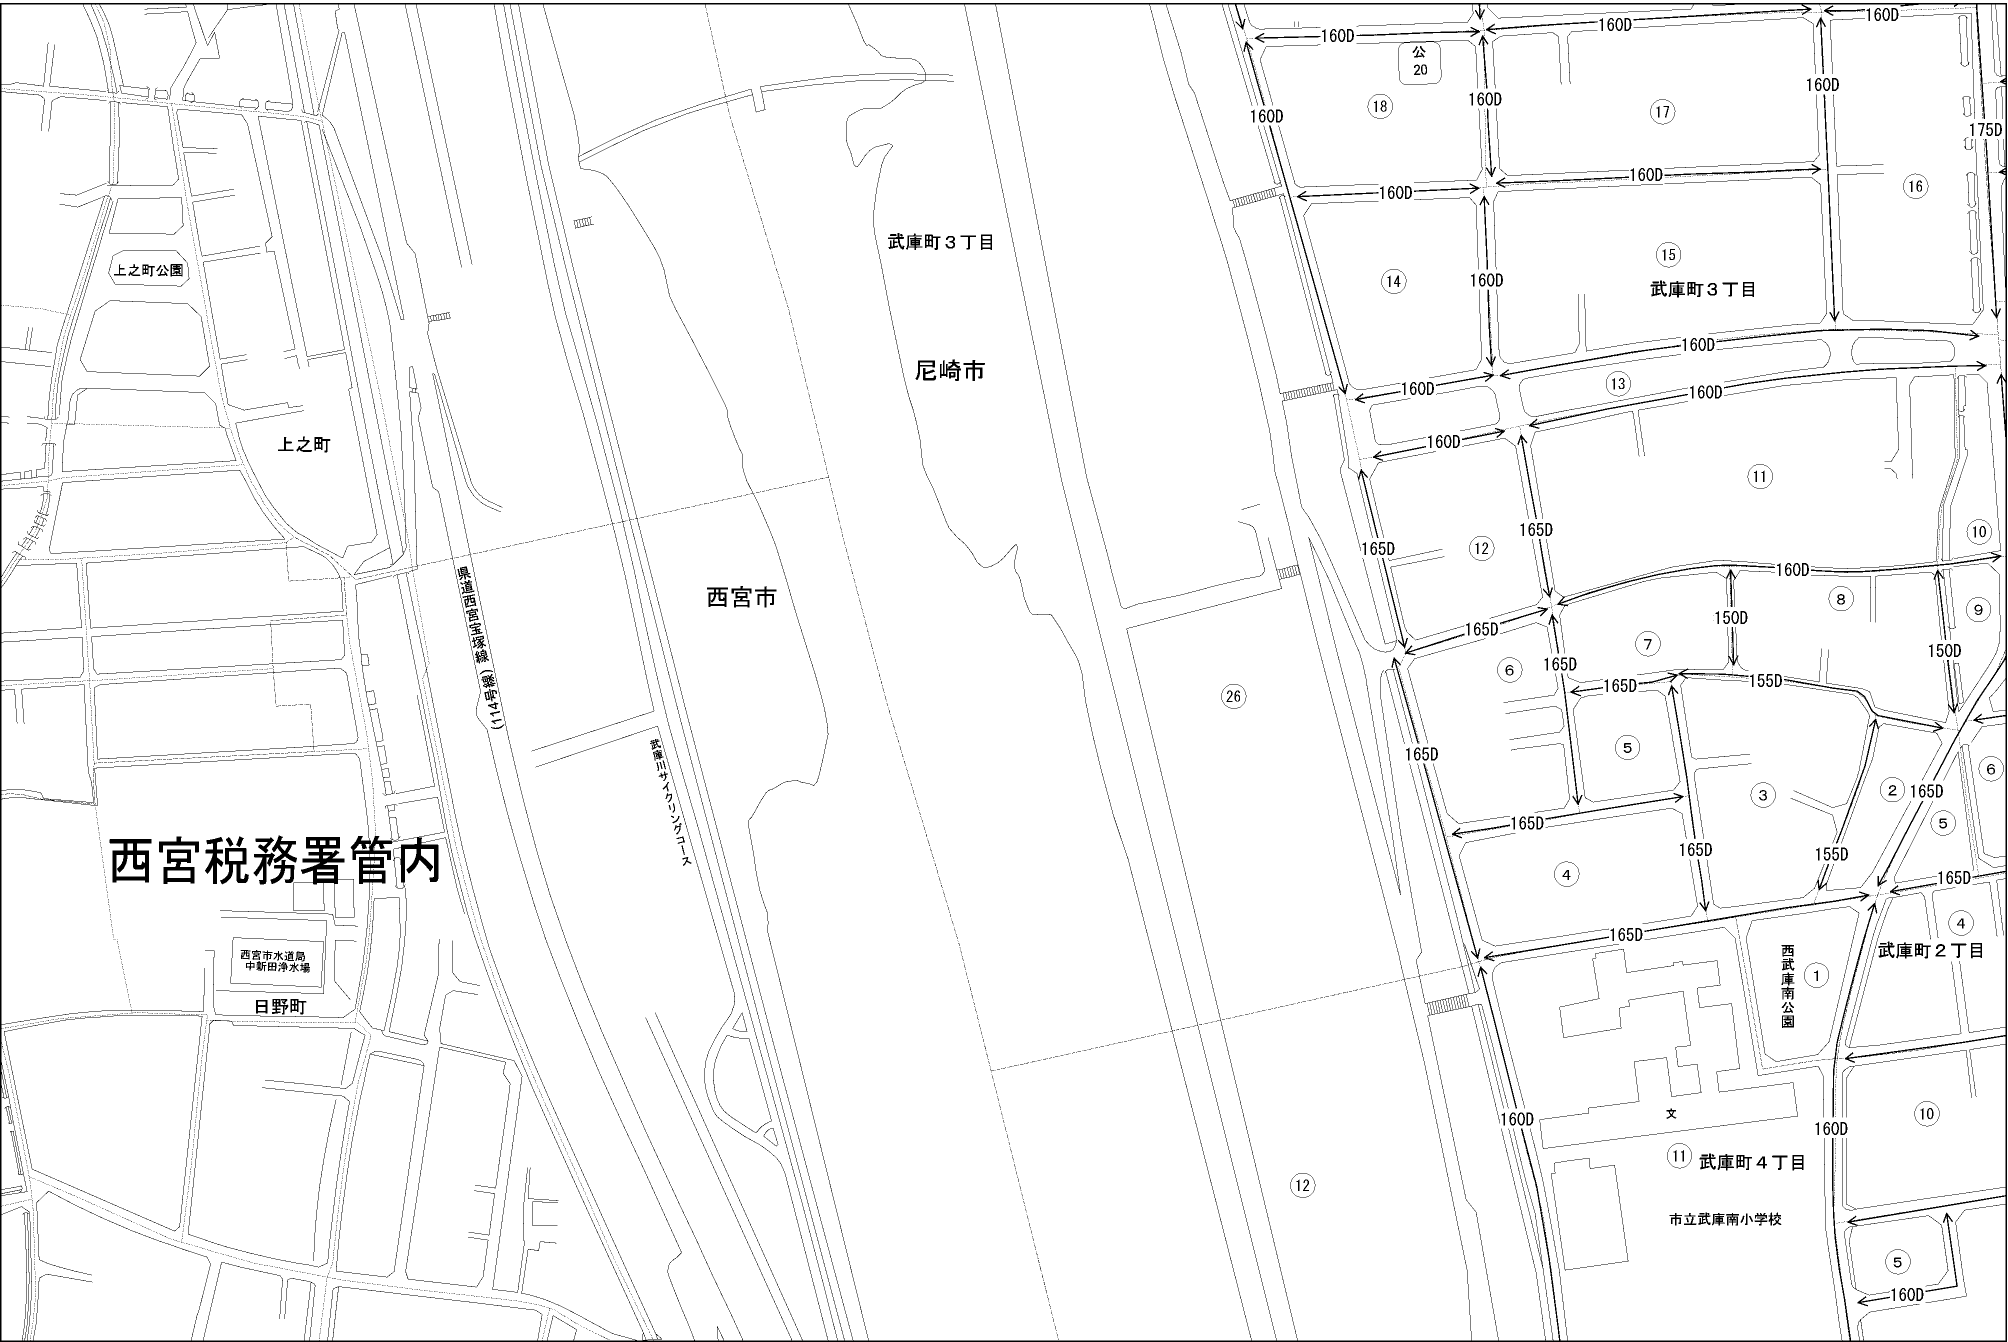 160D
160D
160D
公
20
18
160D
160D
160D
17
160D
175D
160D
160D
16
武庫町３丁目
15
武庫町３丁目
上之町公園
14
160D
尼崎市
160D
160D
13
160D
上之町
160D
11
165D
12
165D
10
160D
県道西宮宝塚線
(114号線)
西宮市
8
9
165D
150D
7
150D
6
165D
26
165D
155D
武庫川サイクリングコース
165D
5
6
3
2
165D
165D
5
165D
155D
西宮税務署管内
4
165D
165D
4
武庫町２丁目
西宮市水道局
中新田浄水場
西武庫南公園
1
日野町
文
160D
160D
10
11
武庫町４丁目
12
市立武庫南小学校
5
160D